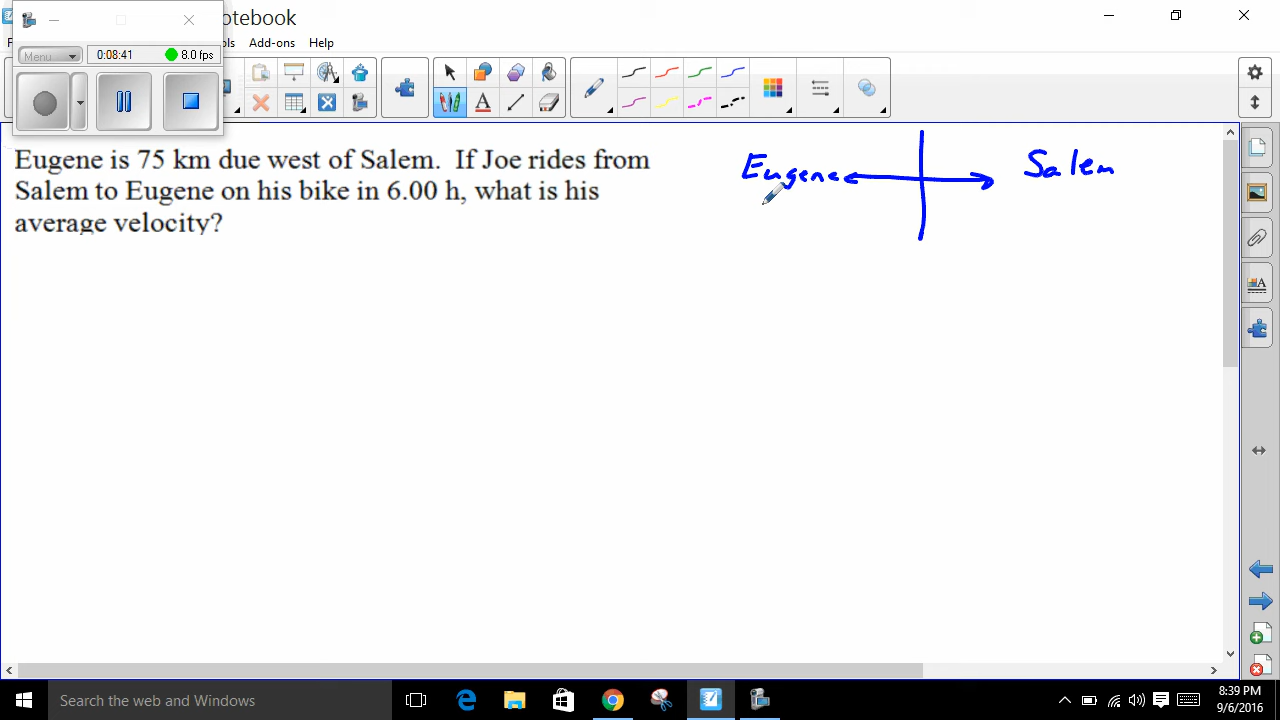 otebook
ols Add-ons Help
Menu
0:08:41
8.0 fps
Eugene is 75 km due west of Salem. If Joe rides from
Salem to Eugene on his bike in 6.00 h, what is his
average velocity?
Eugene
Salem
Search the web and Windows
8:39 PM
9/6/2016